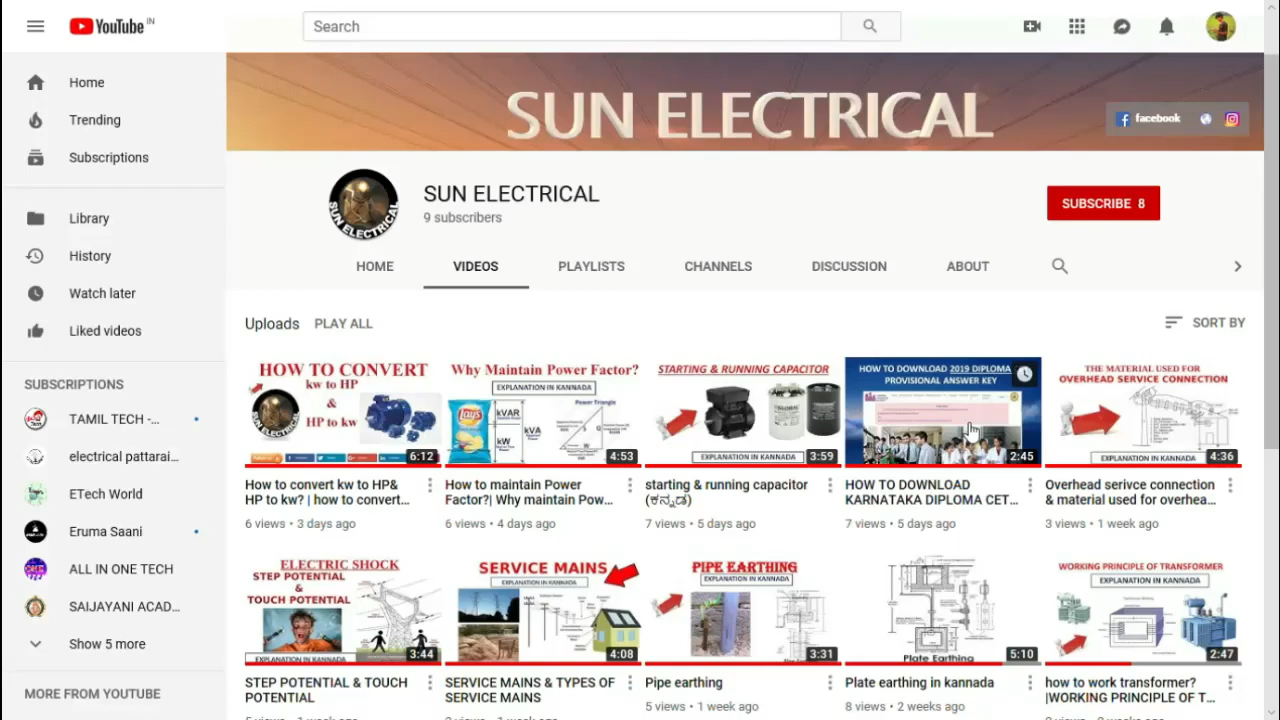 YouTube IN
Search
Home
Trending
Subscriptions
Library
History
Watch later
Liked videos
SUBSCRIPTIONS
TAMIL TECH -...
electrical pattarai...
ETech World
Eruma Saani
ALL IN ONE TECH
SAIJAYANI ACAD...
Show 5 more
MORE FROM YOUTUBE
SUN ELECTRICAL
facebook
SUN ELECTRICAL
SUN ELECTRICAL
9 subscribers
SUBSCRIBE 8
HOME
VIDEOS
PLAYLISTS
CHANNELS
DISCUSSION
ABOUT
Uploads
PLAY ALL
SORT BY
HOW TO CONVERT
kw to HP
&
HP to kw
6:12
How to convert kw to HP&
HP to kw? | how to convert...
6 views • 3 days ago
Why Maintain Power Factor?
EXPLANATION IN KANNADA
Power Triangle
Lays
kVAR
kW
kVA
4:53
How to maintain Power
Factor?| Why maintain Pow...
6 views • 4 days ago
STARTING & RUNNING CAPACITOR
EXPLANATION IN KANNADA
3:59
starting & running capacitor
(ಕನ್ನಡ)
7 views • 5 days ago
HOW TO DOWNLOAD 2019 DIPLOMA
PROVISIONAL ANSWER KEY
2:45
HOW TO DOWNLOAD
KARNATAKA DIPLOMA CET...
7 views • 5 days ago
THE MATERIAL USED FOR
OVERHEAD SERVICE CONNECTION
EXPLANATION IN KANNADA
4:36
Overhead serivce connection
& material used for overhea...
3 views • 1 week ago
ELECTRIC SHOCK
STEP POTENTIAL
&
TOUCH POTENTIAL
EXPLANATION IN KANNADA
3:44
STEP POTENTIAL & TOUCH
POTENTIAL
5 views • 1 week ago
SERVICE MAINS
EXPLANATION IN KANNADA
4:08
SERVICE MAINS & TYPES OF
SERVICE MAINS
PIPE EARTHING
EXPLANATION IN KANNADA
3:31
Pipe earthing
5 views • 1 week ago
Plate Earthing
5:10
Plate earthing in kannada
8 views • 2 weeks ago
WORKING PRINCIPLE OF TRANSFORMER
EXPLANATION IN KANNADA
2:47
how to work transformer?
|WORKING PRINCIPLE OF T...